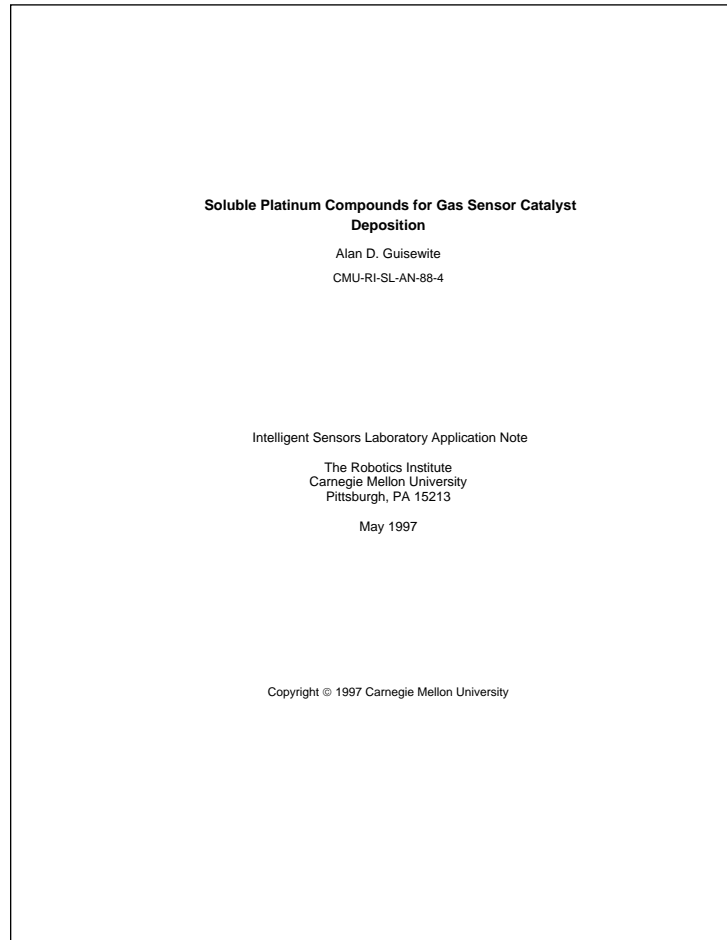 Soluble Platinum Compounds for Gas Sensor Catalyst
Deposition
Alan D. Guisewite
CMU-RI-SL-AN-88-4
Intelligent Sensors Laboratory Application Note
The Robotics Institute
Carnegie Mellon University
Pittsburgh, PA 15213
May 1997
Copyright © 1997 Carnegie Mellon University